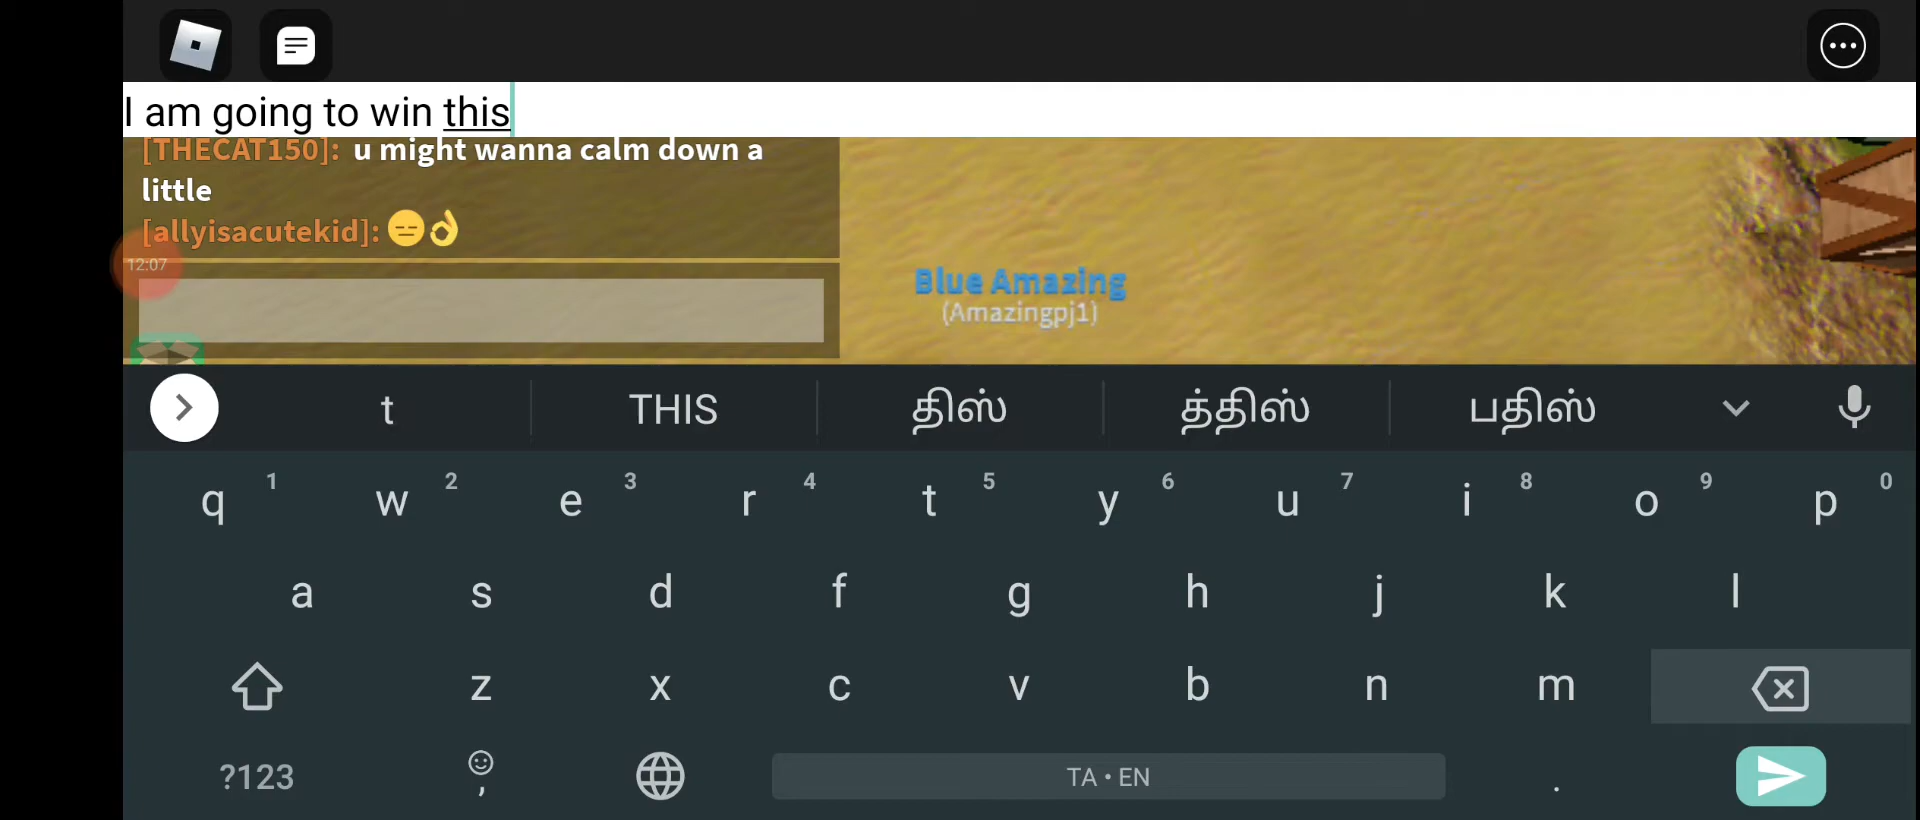 I am going to win this
[THECAT150]: u might wanna calm down a
little
[allyisacutekid]: 😑👌
12:07
Blue Amazing
(Amazingpj1)
t THIS திஸ் த்திஸ் பதிஸ்
q 1 w 2 e 3 r 4 t 5 y 6 u 7 i 8 o 9 p 0
a s d f g h j k l
z x c v b n m
?123 , TA • EN .